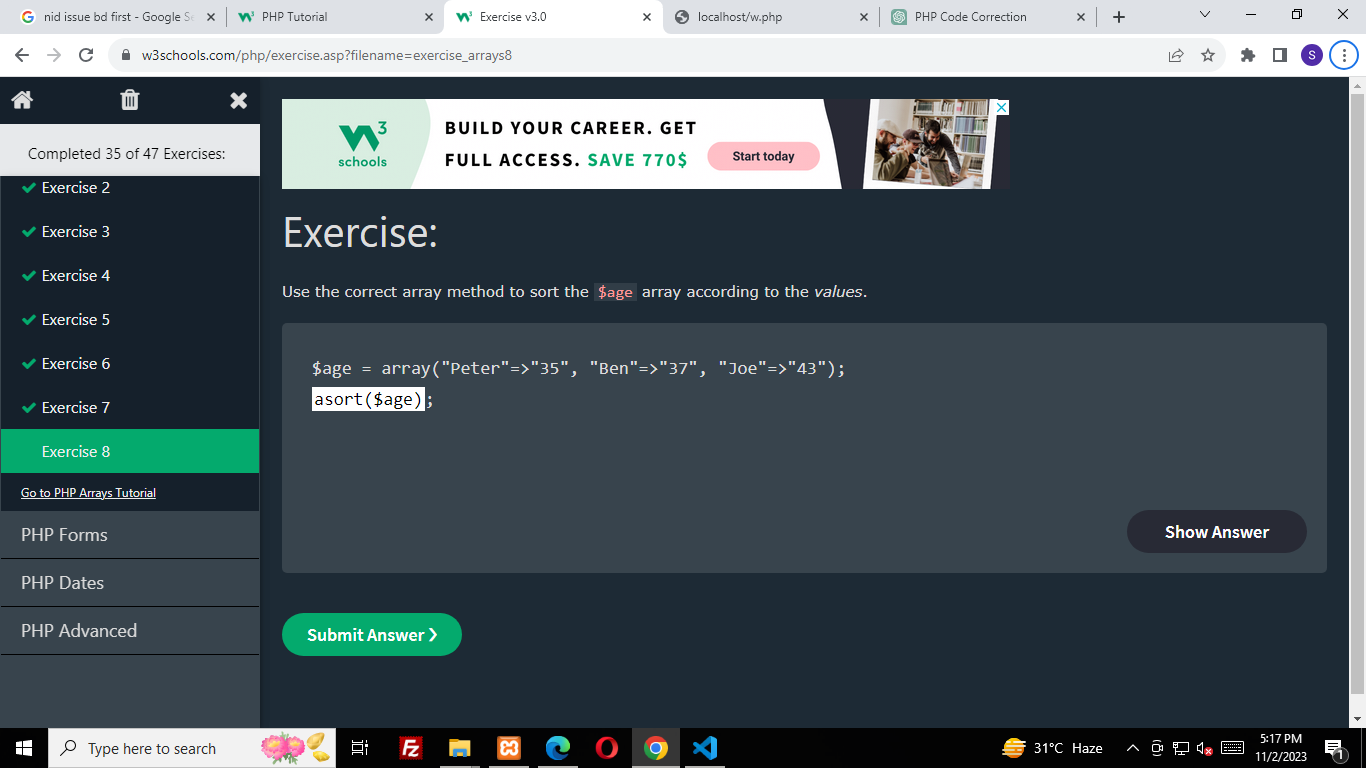 nid issue bd first - Google Se
PHP Tutorial
Exercise v3.0
localhost/w.php
PHP Code Correction
w3schools.com/php/exercise.asp?filename=exercise_arrays8
S
Completed 35 of 47 Exercises:
Exercise 2
Exercise 3
Exercise 4
Exercise 5
Exercise 6
Exercise 7
Exercise 8
Go to PHP Arrays Tutorial
PHP Forms
PHP Dates
PHP Advanced
w3
schools
BUILD YOUR CAREER. GET
FULL ACCESS. SAVE 770$
Start today
Exercise:
Use the correct array method to sort the $age array according to the values.
$age = array("Peter"=>"35", "Ben"=>"37", "Joe"=>"43");
asort($age);
Show Answer
Submit Answer ❯
Type here to search
Fz
31°C Haze
5:17 PM
11/2/2023
1